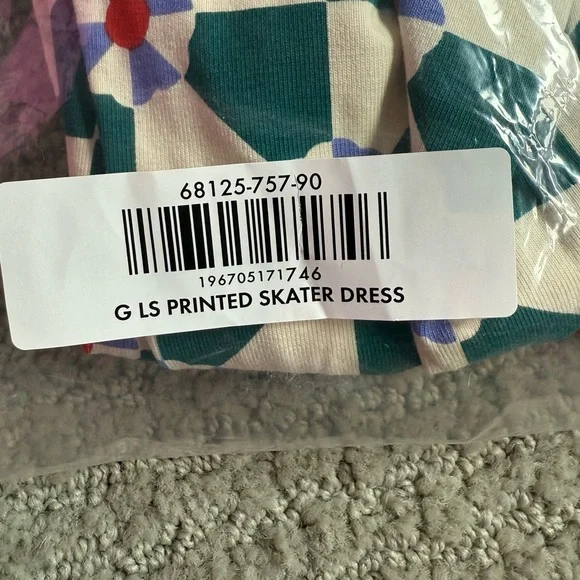 68125-757-90
196705171746
G LS PRINTED SKATER DRESS